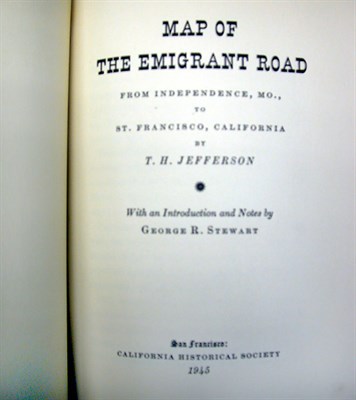 MAP OF
THE EMIGRANT ROAD
FROM INDEPENDENCE, MO.,
TO
ST. FRANCISCO, CALIFORNIA
BY
T. H. JEFFERSON
With an Introduction and Notes by
GEORGE R. STEWART
San Francisco:
CALIFORNIA HISTORICAL SOCIETY
1945